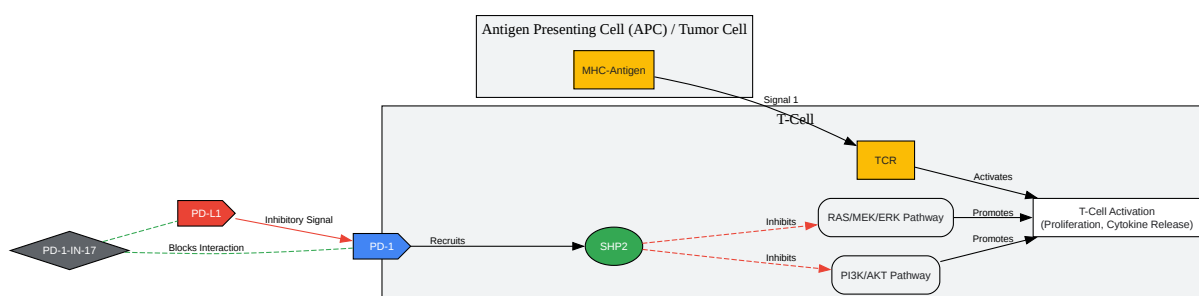 Antigen Presenting Cell (APC) / Tumor Cell
MHC-Antigen
Signal 1
T-Cell
TCR
Activates
PD-L1
Inhibitory Signal
PD-1-IN-17
Blocks Interaction
PD-1
Recruits
SHP2
Inhibits
Inhibits
RAS/MEK/ERK Pathway
PI3K/AKT Pathway
Promotes
Promotes
T-Cell Activation
(Proliferation, Cytokine Release)